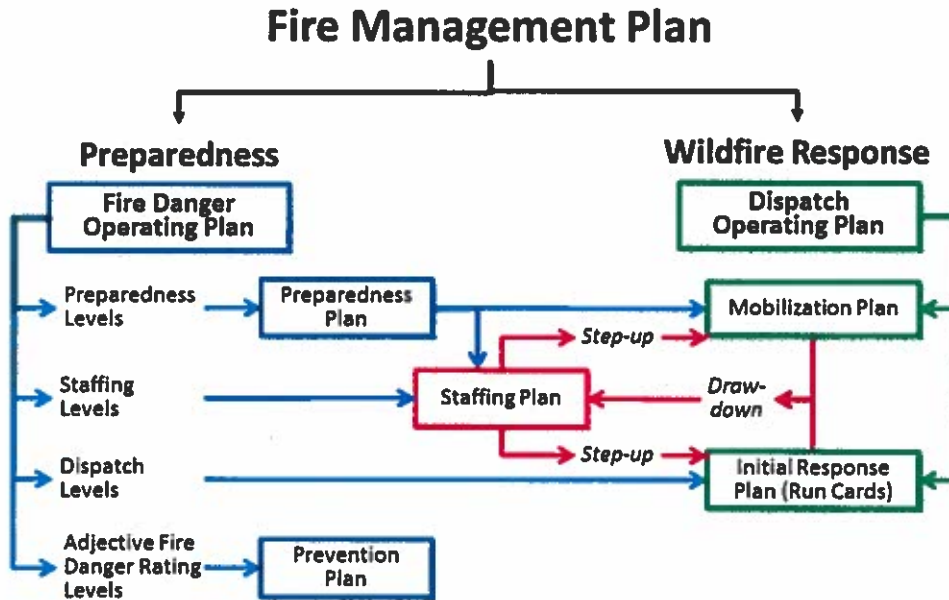 Fire Management Plan
Preparedness
Wildfire Response
Fire Danger
Operating Plan
Dispatch
Operating Plan
Preparedness
Levels
Preparedness
Plan
Mobilization Plan
Step-up
Staffing
Levels
Staffing Plan
Draw-
down
Step-up
Dispatch
Levels
Initial Response
Plan (Run Cards)
Adjective Fire
Danger Rating
Levels
Prevention
Plan